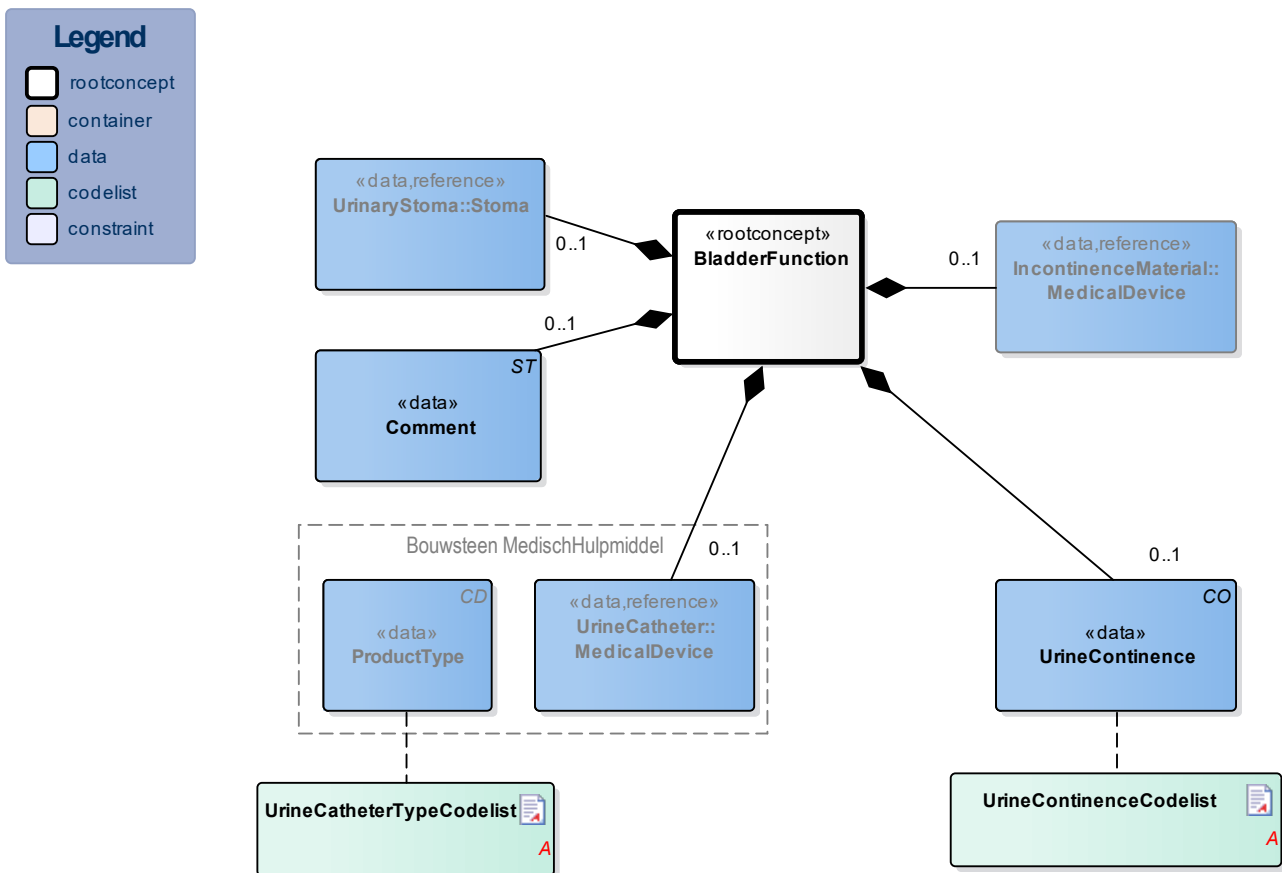 Legend
rootconcept
container
data
codelist
constraint
«data,reference»
UrinaryStoma::Stoma
0..1
«rootconcept»
BladderFunction
0..1
«data,reference»
IncontinenceMaterial::
MedicalDevice
0..1
ST
«data»
Comment
Bouwsteen MedischHulpmiddel
0..1
CD
«data»
ProductType
«data,reference»
UrineCatheter::
MedicalDevice
0..1
CO
«data»
UrineContinence
UrineCatheterTypeCodelist
A
UrineContinenceCodelist
A